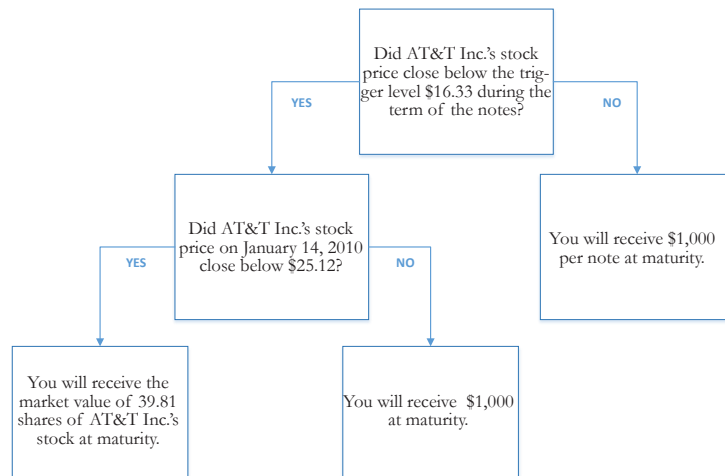 Did AT&T Inc.'s stock
price close below the trig-
ger level $16.33 during the
term of the notes?
YES
NO
Did AT&T Inc.'s stock
price on January 14, 2010
close below $25.12?
You will receive $1,000
per note at maturity.
YES
NO
You will receive the
market value of 39.81
shares of AT&T Inc.'s
stock at maturity.
You will receive $1,000
at maturity.